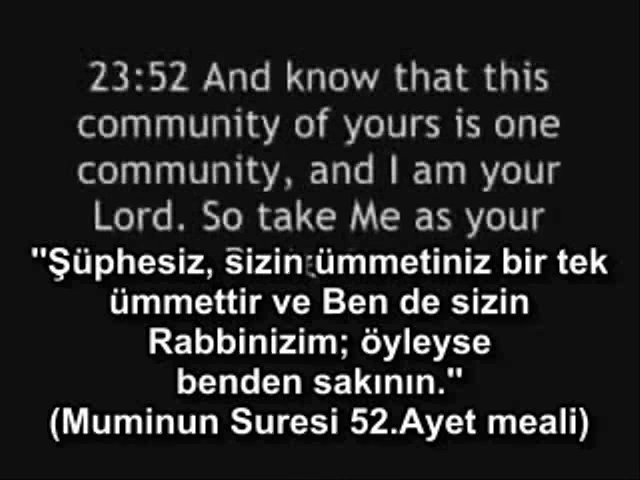 23:52 And know that this
community of yours is one
community, and I am your
Lord. So take Me as your
"Şüphesiz, sizin ümmetiniz bir tek
ümmettir ve Ben de sizin
Rabbinizim; öyleyse
benden sakının."
(Muminun Suresi 52.Ayet meali)